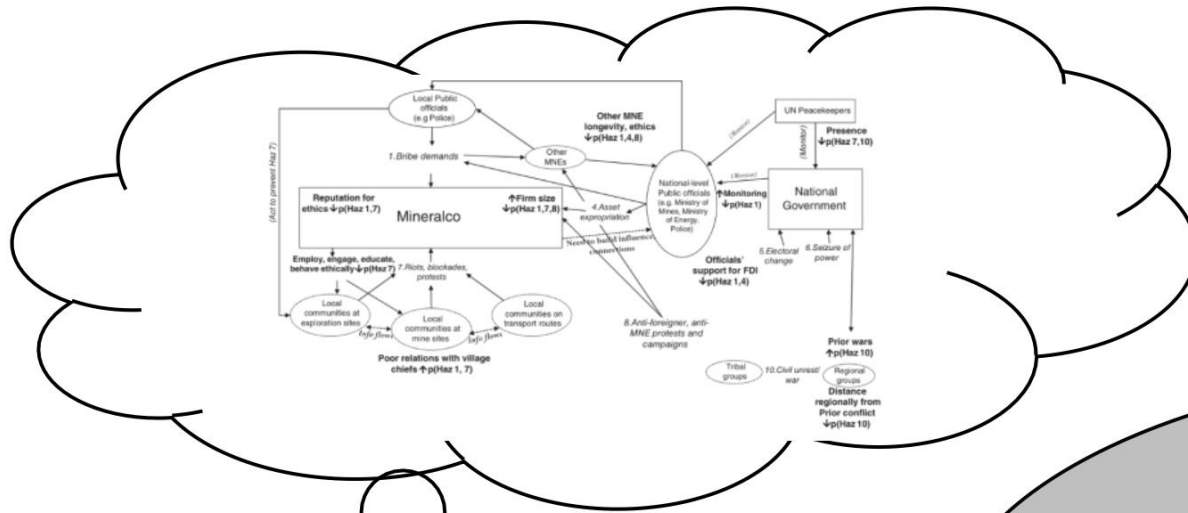 Local Public
officials
(e.g Police)
UN Peacekeepers
Other MNE
longevity, ethics
↓p(Haz 1,4,8)
(Monitor)
Presence
↓p(Haz 7,10)
(Act to prevent Haz 7)
1.Bribe demands
Other
MNEs
(Monitor)
National-level
Public officials
(e.g. Ministry of
Mines, Ministry
of Energy,
Police)
National
Government
↑Monitoring
↓p(Haz 1)
Reputation for
ethics ↓p(Haz 1,7)
Mineralco
↑Firm size
↓p(Haz 1,7,8)
4.Asset
expropriation
Need to build influence
connections
5.Electoral
change
6.Seizure of
power
Officials'
support for FDI
↓p(Haz 1,4)
Employ, engage, educate,
behave ethically ↓p(Haz 7)
7.Riots, blockades,
protests
Local
communities at
exploration sites
Local
communities at
mine sites
Local
communities on
transport routes
Info flows
Info flows
8.Anti-foreigner, anti-
MNE protests and
campaigns
Poor relations with village
chiefs ↑p(Haz 1, 7)
Prior wars
↑p(Haz 10)
Tribal
groups
10.Civil unrest/
war
Regional
groups
Distance
regionally from
Prior conflict
↓p(Haz 10)